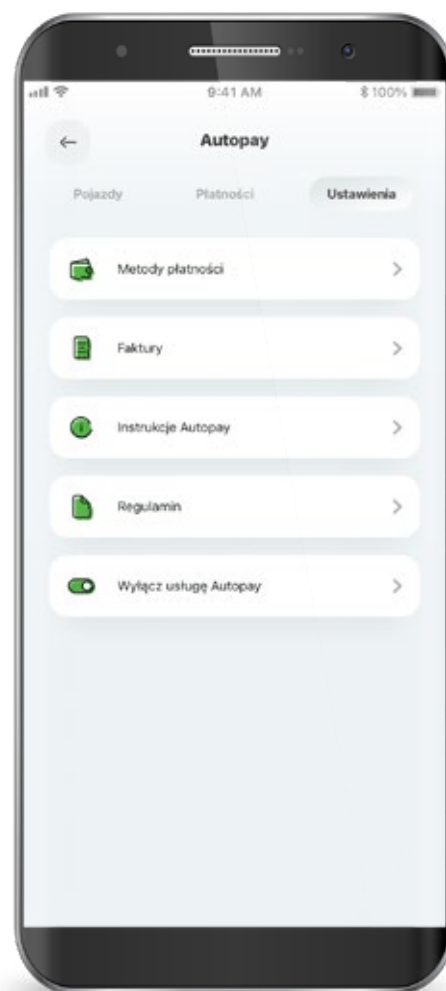 9:41 AM 100%
Autopay
Pojazdy Płatności Ustawienia
Metody płatności
Faktury
Instrukcje Autopay
Regulamin
Wyłącz usługę Autopay